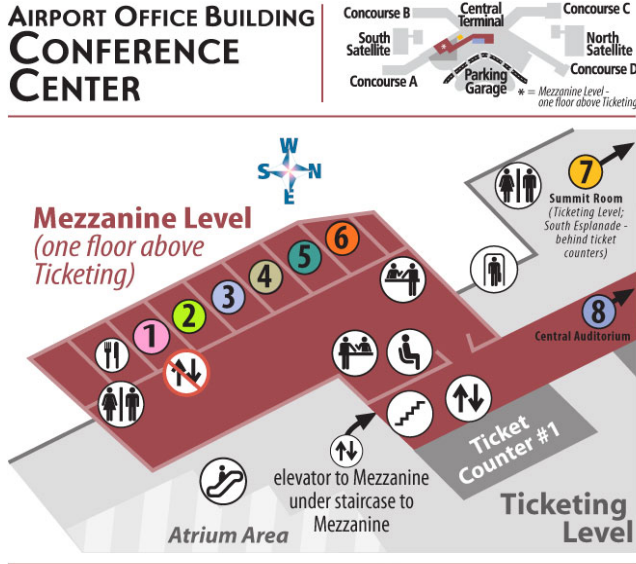 AIRPORT OFFICE BUILDING
CONFERENCE
CENTER
Concourse B
Central
Terminal
Concourse C
South
Satellite
North
Satellite
Concourse A
Parking
Garage
Concourse D
* = Mezzanine Level -
one floor above Ticketing
W
S N
E
Mezzanine Level
(one floor above
Ticketing)
7
Summit Room
(Ticketing Level;
South Esplanade -
behind ticket
counters)
6
5
4
3
2
1
8
Central Auditorium
Ticket
Counter #1
elevator to Mezzanine
under staircase to
Mezzanine
Atrium Area
Ticketing
Level